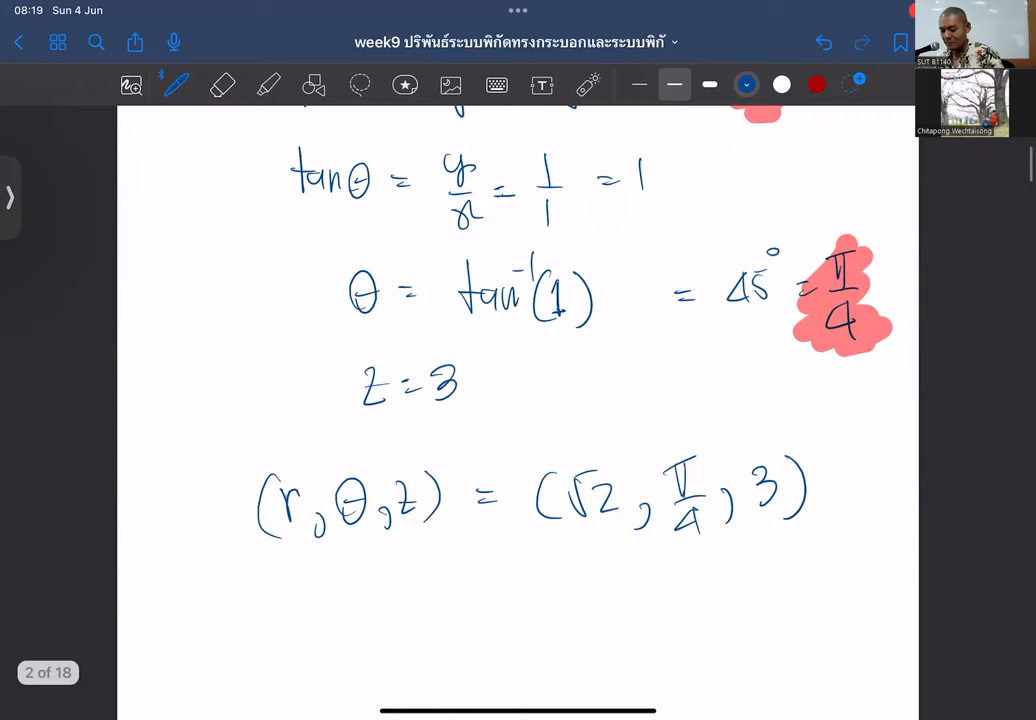 08:19 Sun 4 Jun
week9 ปริพันธ์ระบบพิกัดทรงกระบอกและระบบพิกั
SUT B1140
Chitapong Wechtaisong
tanθ = y/x = 1/1 = 1
θ = tan⁻¹(1) = 45° = π/4
z = 3
(r, θ, z) = (√2, π/4, 3)
2 of 18